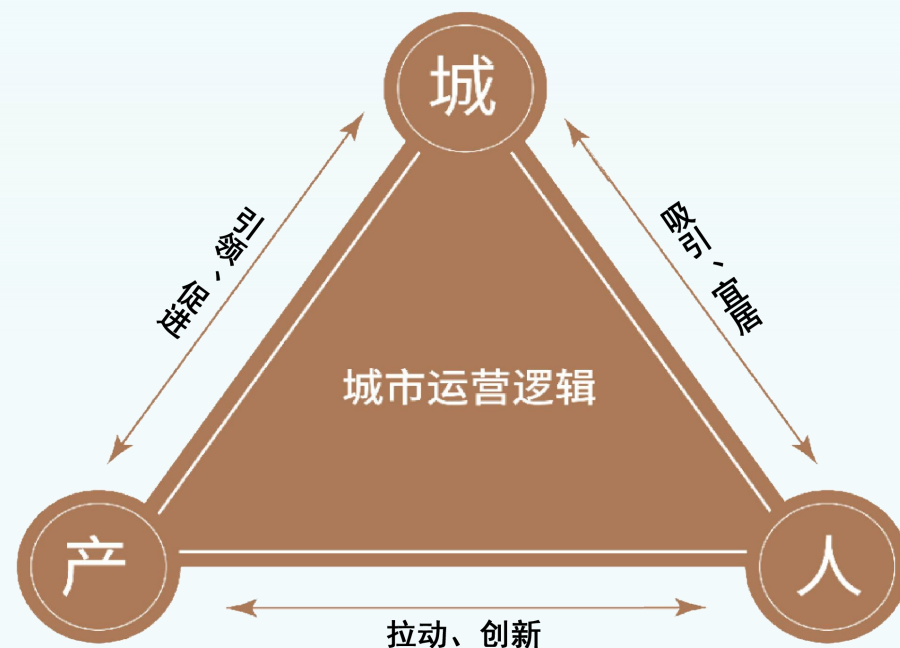 城
引领、促进
吸引、宜居
城市运营逻辑
产
人
拉动、创新